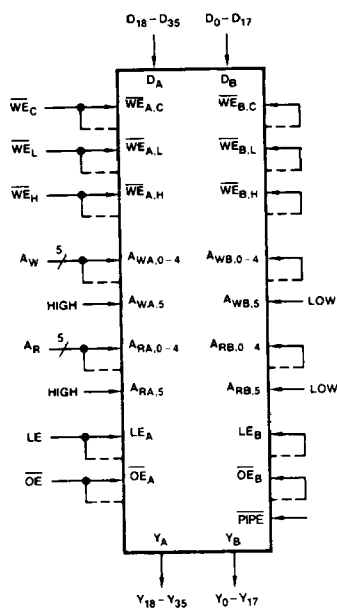 D18–D35 D0–D17
DA DB
WEC WEA,C WEB,C
WEL WEA,L WEB,L
WEH WEA,H WEB,H
5
AW AWA,0–4 AWB,0–4
HIGH AWA,5 AWB,5 LOW
5
AR ARA,0–4 ARB,0 4
HIGH ARA,5 ARB,5 LOW
LE LEA LEB
OE OEA OEB
PIPE
YA YB
Y18–Y35 Y0–Y17